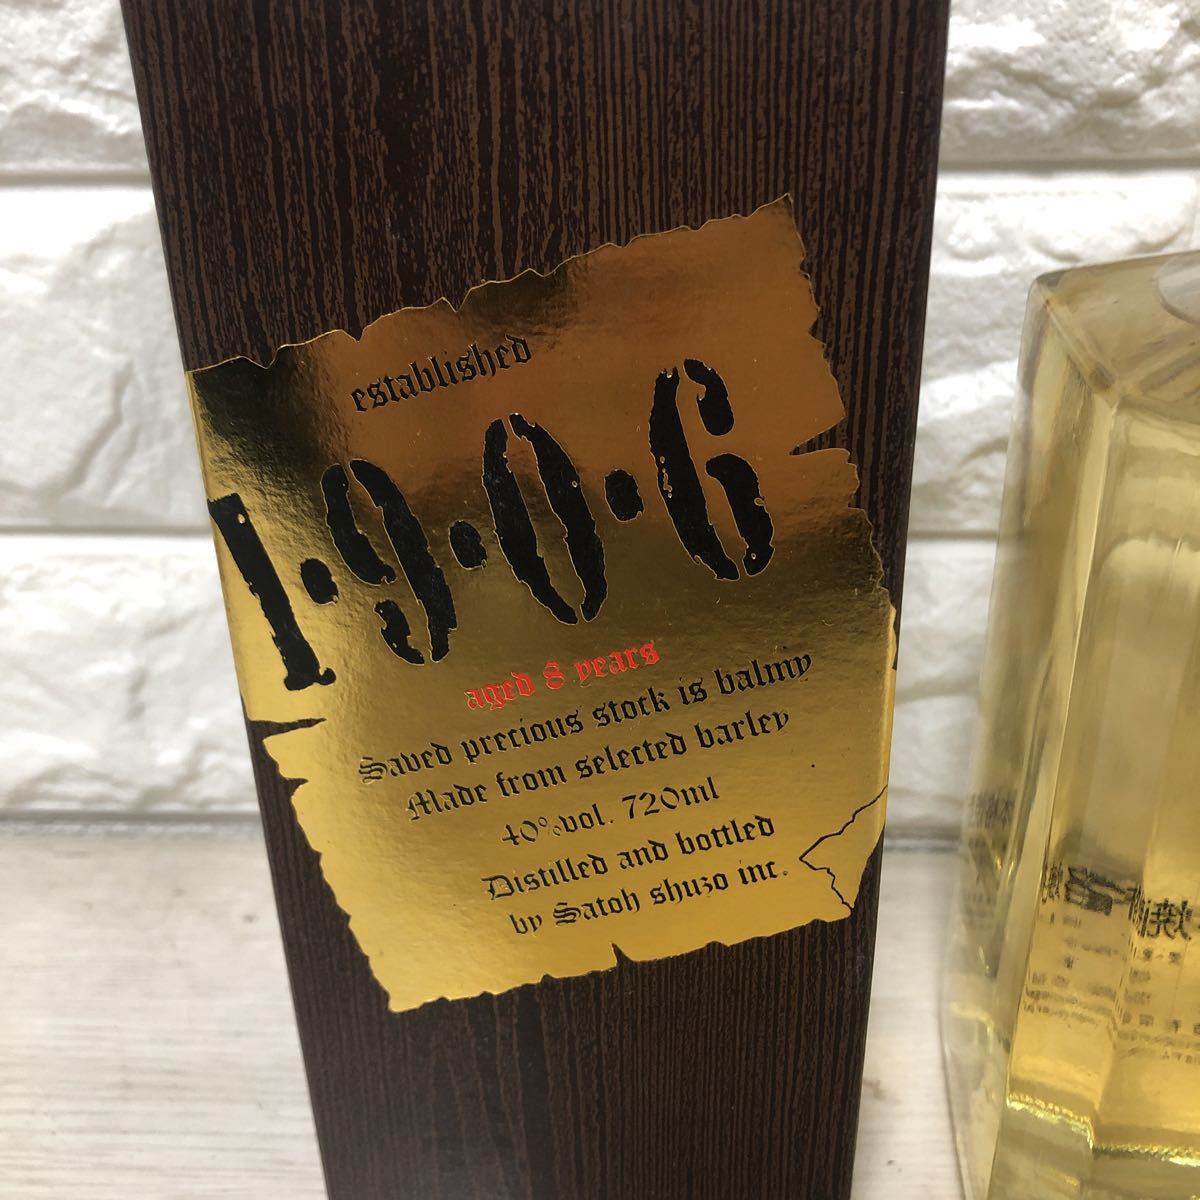 established
1·9·0·6
aged 8 years
Saved precious stock is balmy
Made from selected barley
40%vol. 720ml
Distilled and bottled
by Satoh shuzo inc.